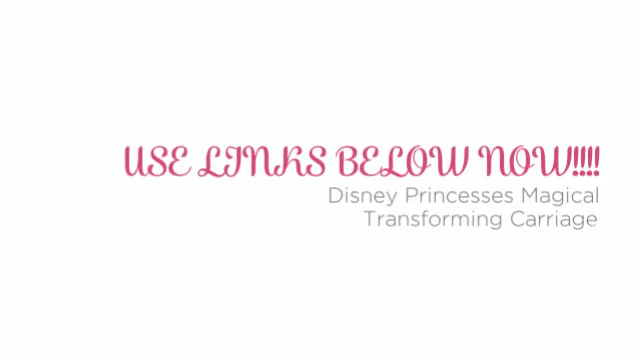 USE LINKS BELOW NOW!!!!
Disney Princesses Magical
Transforming Carriage